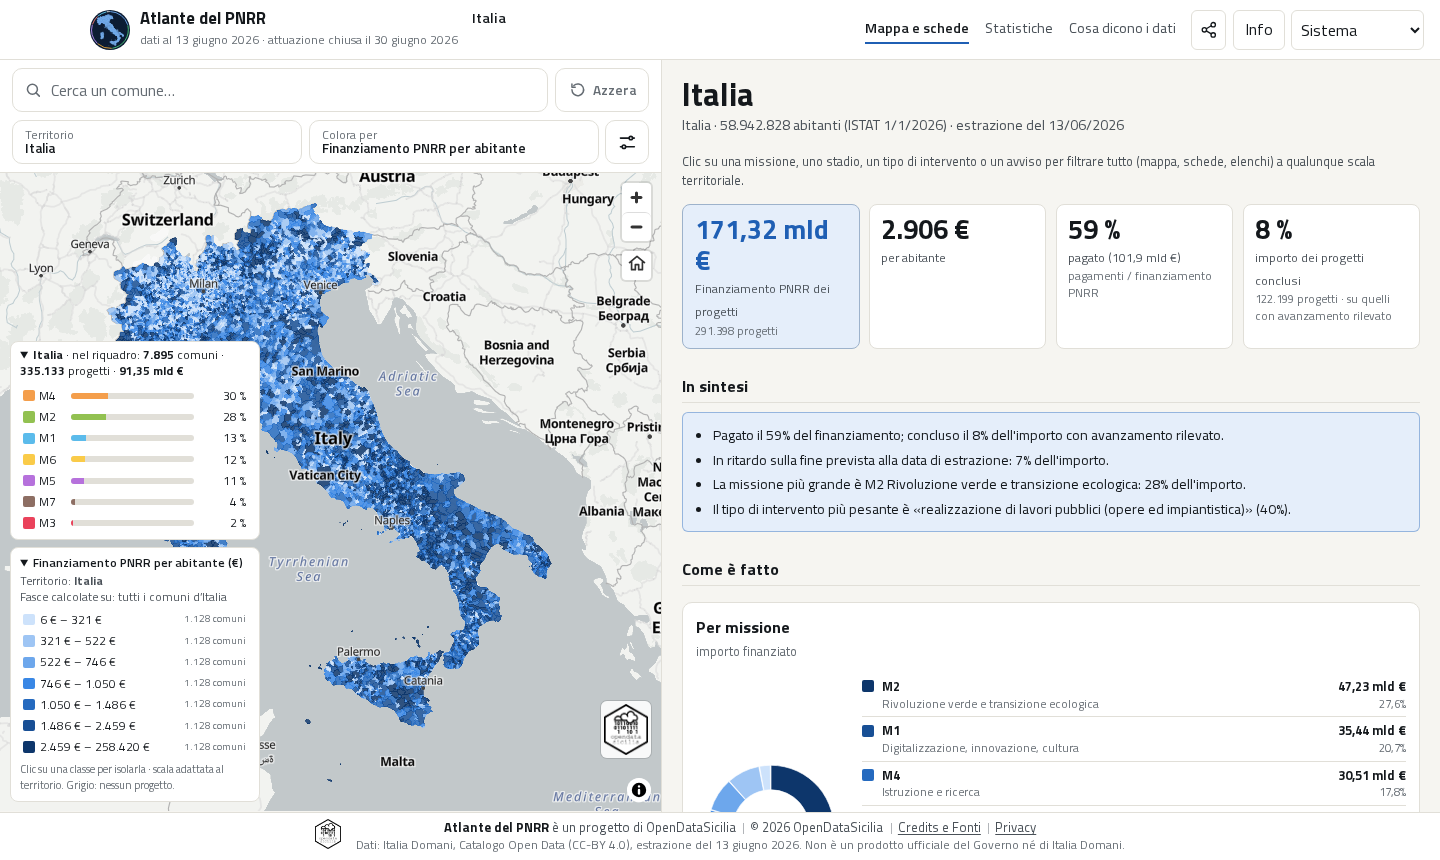 Atlante del PNRR
dati al 13 giugno 2026 · attuazione chiusa il 30 giugno 2026
Italia
Mappa e schede
Statistiche
Cosa dicono i dati
Info
Sistema
Cerca un comune…
Azzera
Territorio
Italia
Colora per
Finanziamento PNRR per abitante
Zurich
Austria
Budapest
Hungary
Switzerland
Geneva
Lyon
Milan
Venice
Slovenia
Croatia
Belgrade
Београд
Bosnia and
Herzegovina
Serbia
Србија
San Marino
Adriatic
Sea
Montenegro
Црна Гора
Italy
Vatican City
Naples
Albania
Tyrrhenian
Sea
Palermo
Catania
Malta
▼ Italia · nel riquadro: 7.895 comuni ·
335.133 progetti · 91,35 mld €
M4 30 %
M2 28 %
M1 13 %
M6 12 %
M5 11 %
M7 4 %
M3 2 %
▼ Finanziamento PNRR per abitante (€)
Territorio: Italia
Fasce calcolate su: tutti i comuni d'Italia
6 € – 321 € 1.128 comuni
321 € – 522 € 1.128 comuni
522 € – 746 € 1.128 comuni
746 € – 1.050 € 1.128 comuni
1.050 € – 1.486 € 1.128 comuni
1.486 € – 2.459 € 1.128 comuni
2.459 € – 258.420 € 1.128 comuni
Clic su una classe per isolarla · scala adattata al
territorio. Grigio: nessun progetto.
Italia
Italia · 58.942.828 abitanti (ISTAT 1/1/2026) · estrazione del 13/06/2026
Clic su una missione, uno stadio, un tipo di intervento o un avviso per filtrare tutto (mappa, schede, elenchi) a qualunque scala
territoriale.
171,32 mld
€
Finanziamento PNRR dei
progetti
291.398 progetti
2.906 €
per abitante
59 %
pagato (101,9 mld €)
pagamenti / finanziamento
PNRR
8 %
importo dei progetti
conclusi
122.199 progetti · su quelli
con avanzamento rilevato
In sintesi
• Pagato il 59% del finanziamento; concluso il 8% dell'importo con avanzamento rilevato.
• In ritardo sulla fine prevista alla data di estrazione: 7% dell'importo.
• La missione più grande è M2 Rivoluzione verde e transizione ecologica: 28% dell'importo.
• Il tipo di intervento più pesante è «realizzazione di lavori pubblici (opere ed impiantistica)» (40%).
Come è fatto
Per missione
importo finanziato
M2 47,23 mld €
Rivoluzione verde e transizione ecologica 27,6%
M1 35,44 mld €
Digitalizzazione, innovazione, cultura 20,7%
M4 30,51 mld €
Istruzione e ricerca 17,8%
Atlante del PNRR è un progetto di OpenDataSicilia | © 2026 OpenDataSicilia | Credits e Fonti | Privacy
Dati: Italia Domani, Catalogo Open Data (CC-BY 4.0), estrazione del 13 giugno 2026. Non è un prodotto ufficiale del Governo né di Italia Domani.